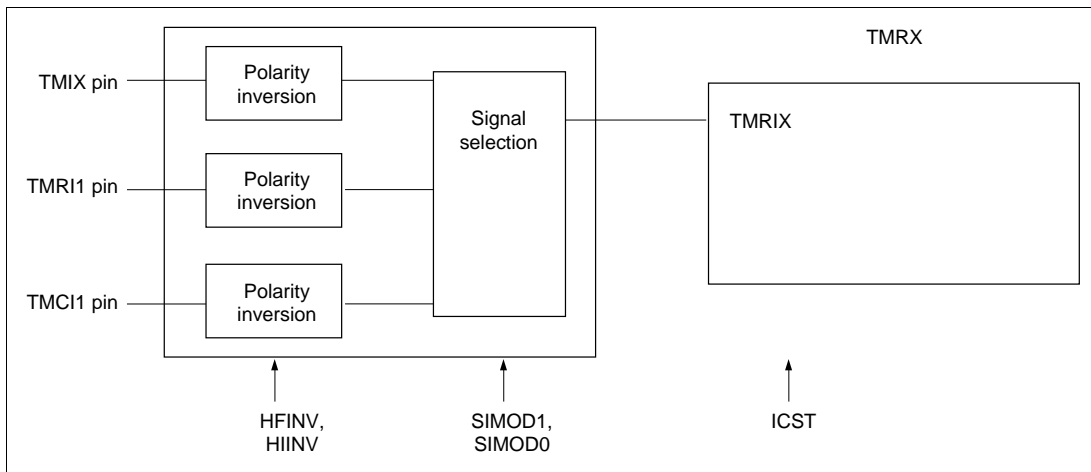 TMRX
TMIX pin
Polarity
inversion
Signal
selection
TMRIX
TMRI1 pin
Polarity
inversion
TMCI1 pin
Polarity
inversion
HFINV,
HIINV
SIMOD1,
SIMOD0
ICST